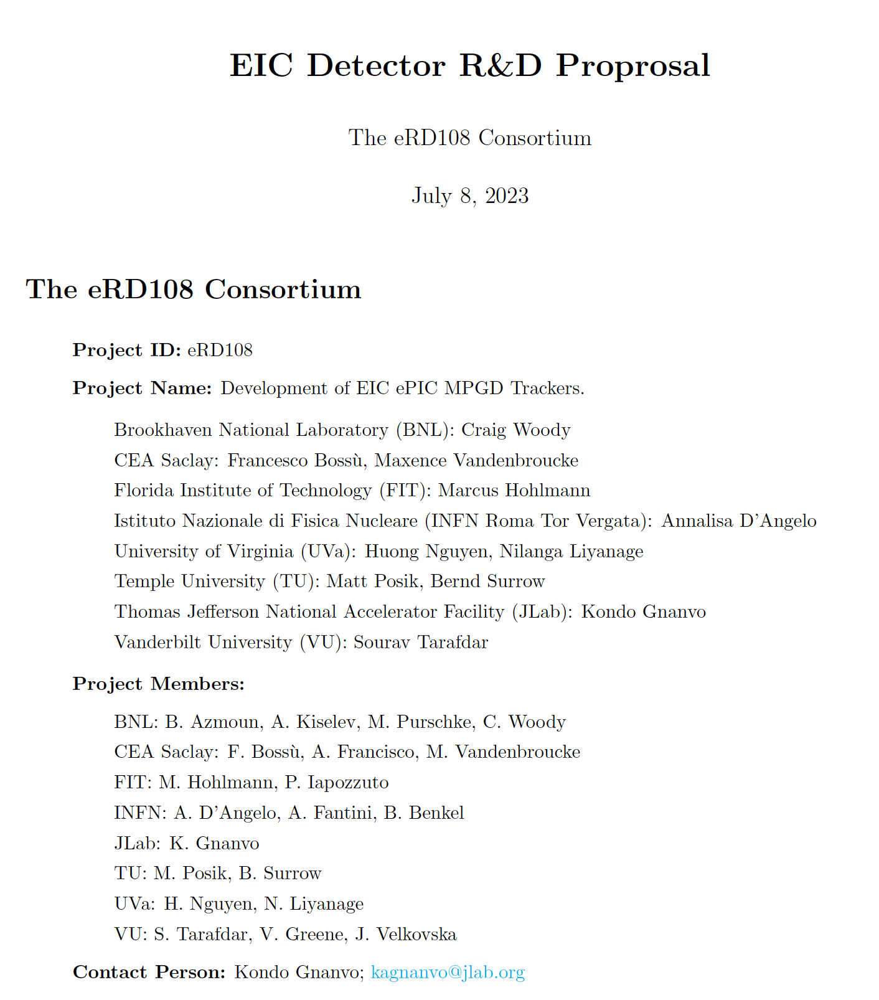 EIC Detector R&D Proprosal
The eRD108 Consortium
July 8, 2023
The eRD108 Consortium
Project ID: eRD108
Project Name: Development of EIC ePIC MPGD Trackers.
Brookhaven National Laboratory (BNL): Craig Woody
CEA Saclay: Francesco Bossù, Maxence Vandenbroucke
Florida Institute of Technology (FIT): Marcus Hohlmann
Istituto Nazionale di Fisica Nucleare (INFN Roma Tor Vergata): Annalisa D'Angelo
University of Virginia (UVa): Huong Nguyen, Nilanga Liyanage
Temple University (TU): Matt Posik, Bernd Surrow
Thomas Jefferson National Accelerator Facility (JLab): Kondo Gnanvo
Vanderbilt University (VU): Sourav Tarafdar
Project Members:
BNL: B. Azmoun, A. Kiselev, M. Purschke, C. Woody
CEA Saclay: F. Bossù, A. Francisco, M. Vandenbroucke
FIT: M. Hohlmann, P. Iapozzuto
INFN: A. D'Angelo, A. Fantini, B. Benkel
JLab: K. Gnanvo
TU: M. Posik, B. Surrow
UVa: H. Nguyen, N. Liyanage
VU: S. Tarafdar, V. Greene, J. Velkovska
Contact Person: Kondo Gnanvo; kagnanvo@jlab.org